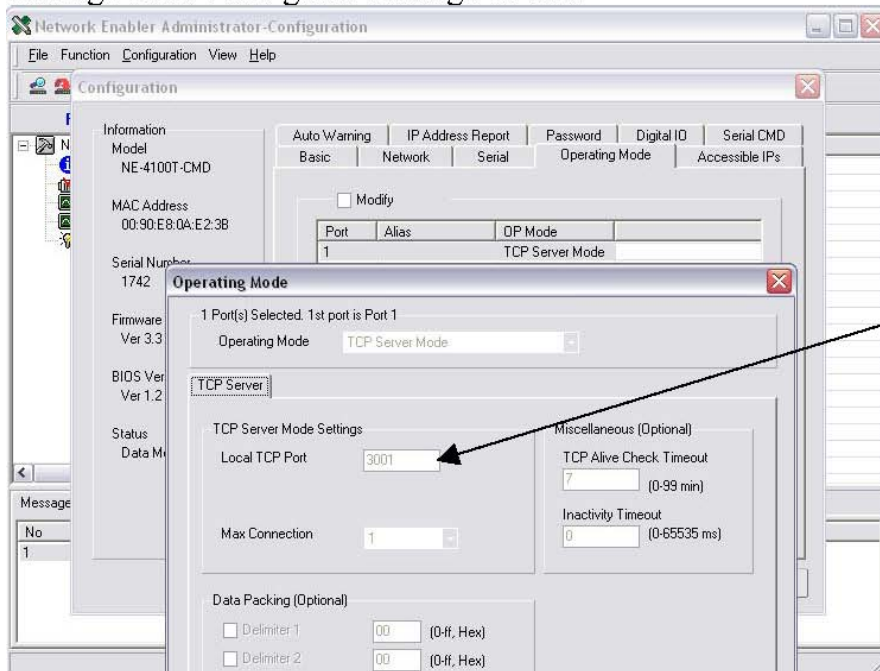 Network Enabler Administrator-Configuration
File Function Configuration View Help
Configuration
Information
Model
NE-4100T-CMD
MAC Address
00:90:E8:0A:E2:3B
Serial Number
1742
Firmware
Ver 3.3
BIOS Ver
Ver 1.2
Status
Data Mo
Auto Warning IP Address Report Password Digital IO Serial CMD
Basic Network Serial Operating Mode Accessible IPs
Modify
Port Alias OP Mode
1 TCP Server Mode
Operating Mode
1 Port(s) Selected. 1st port is Port 1
Operating Mode TCP Server Mode
TCP Server
TCP Server Mode Settings
Local TCP Port 3001
Max Connection 1
Miscellaneous (Optional)
TCP Alive Check Timeout
7 (0-99 min)
Inactivity Timeout
0 (0-65535 ms)
Data Packing (Optional)
Delimiter 1 00 (0-ff, Hex)
Delimiter 2 00 (0-ff, Hex)
Message
No
1